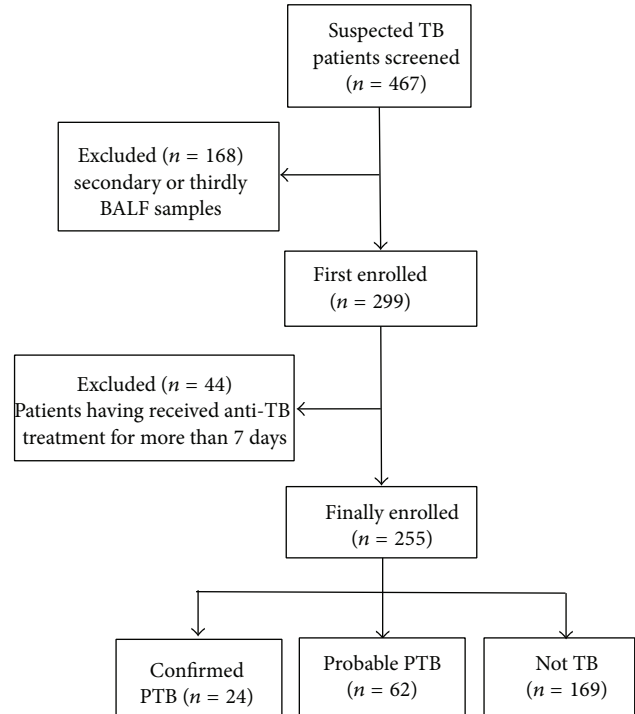 Suspected TB
patients screened
(n = 467)
Excluded (n = 168)
secondary or thirdly
BALF samples
First enrolled
(n = 299)
Excluded (n = 44)
Patients having received anti-TB
treatment for more than 7 days
Finally enrolled
(n = 255)
Confirmed
PTB (n = 24)
Probable PTB
(n = 62)
Not TB
(n = 169)